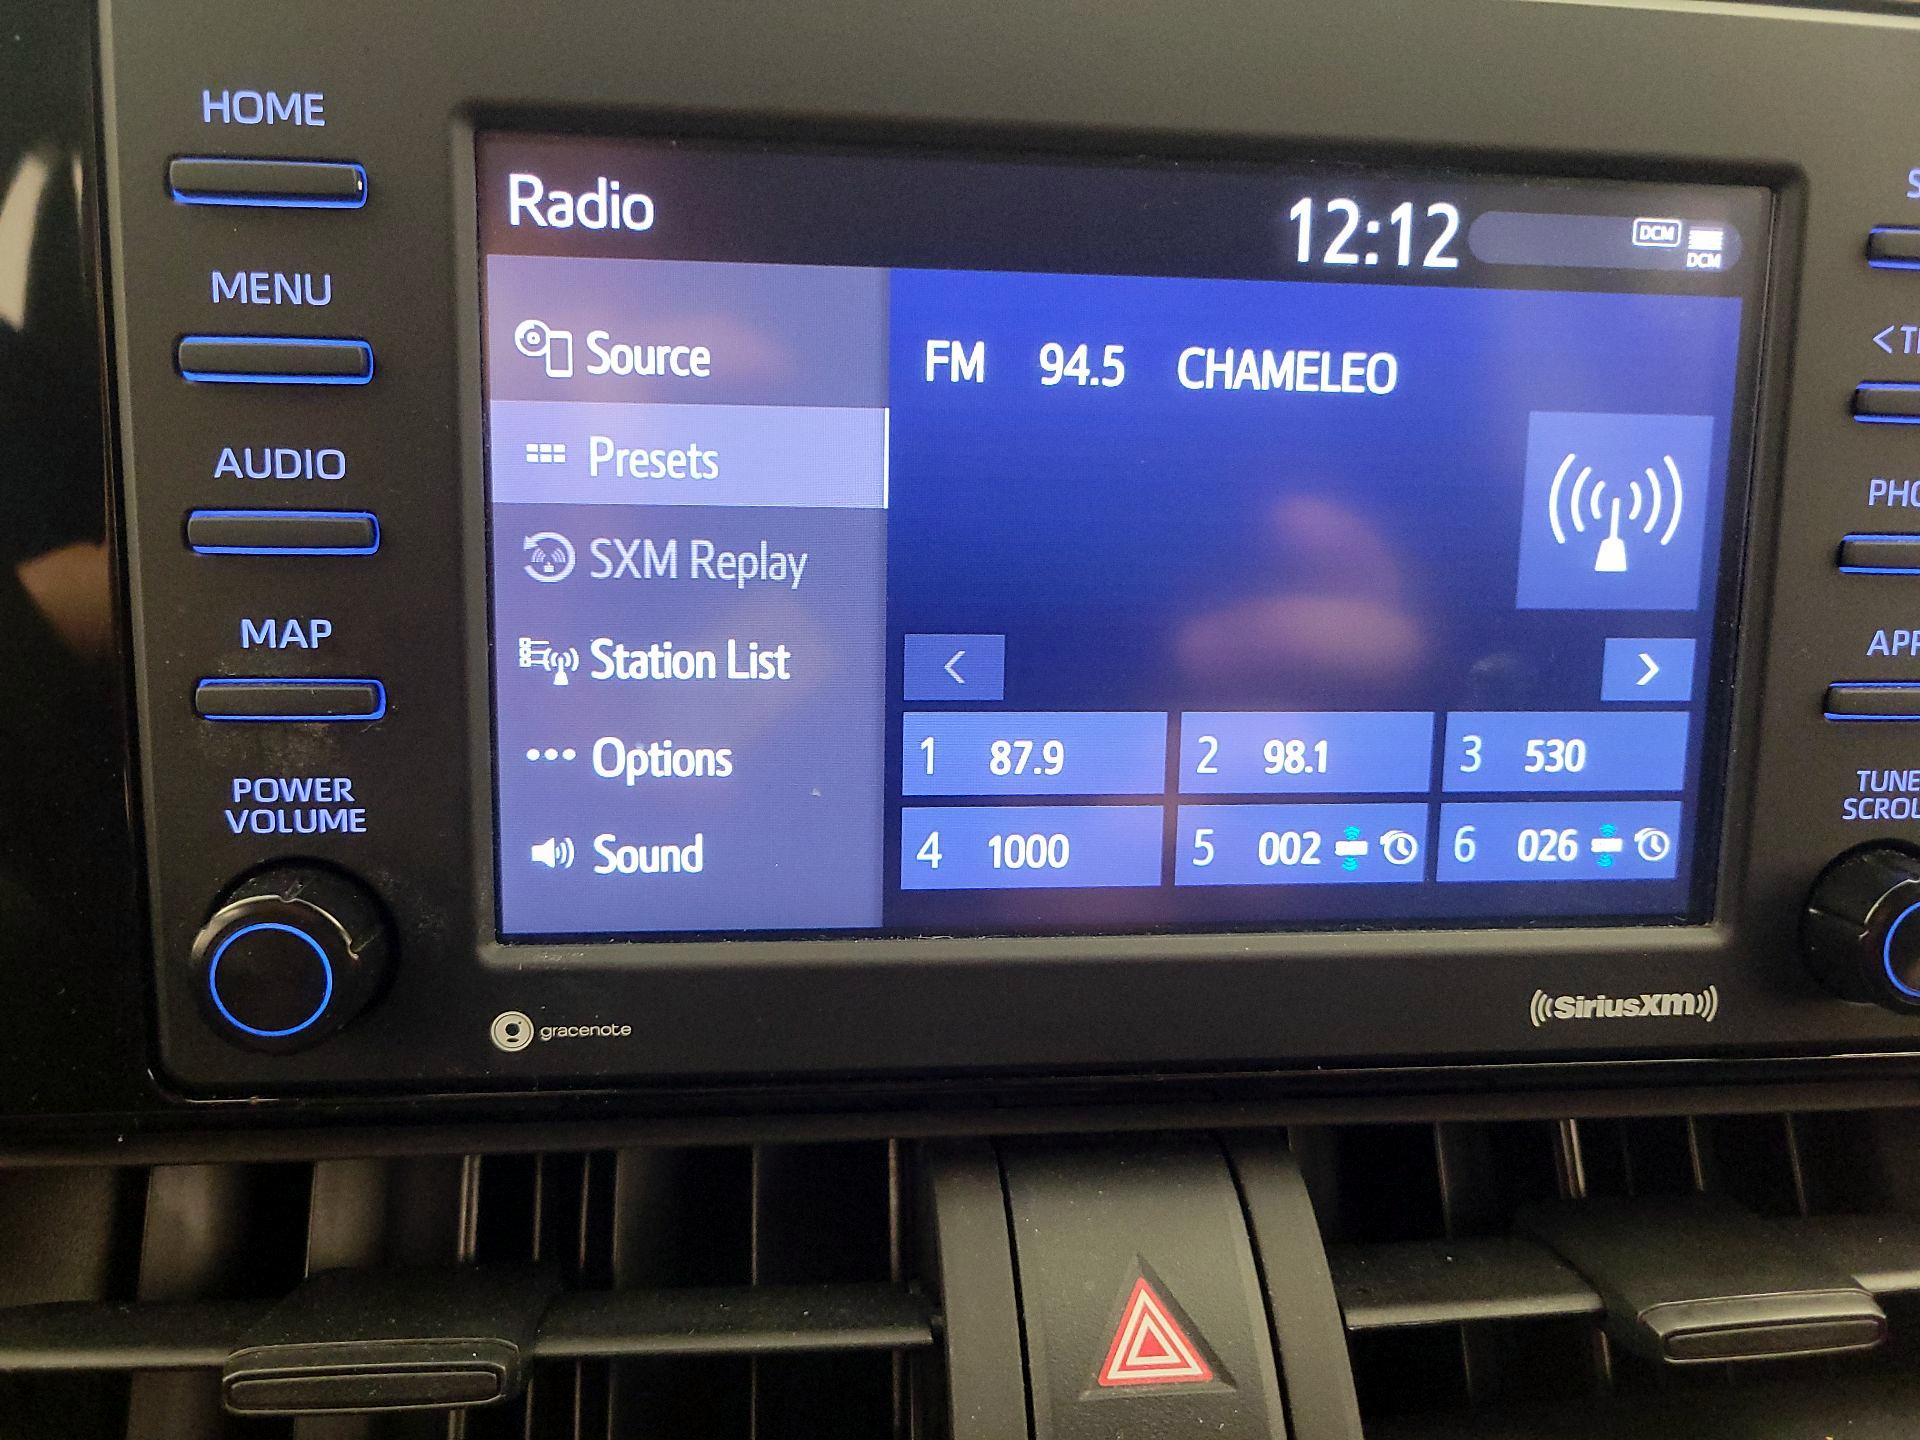 HOME
MENU
AUDIO
MAP
POWER
VOLUME
Radio
12:12
DCM
DCM
Source
Presets
SXM Replay
Station List
Options
Sound
FM 94.5 CHAMELEO
<
>
1 87.9
2 98.1
3 530
4 1000
5 002
6 026
gracenote
SiriusXM
TUNE
SCROL